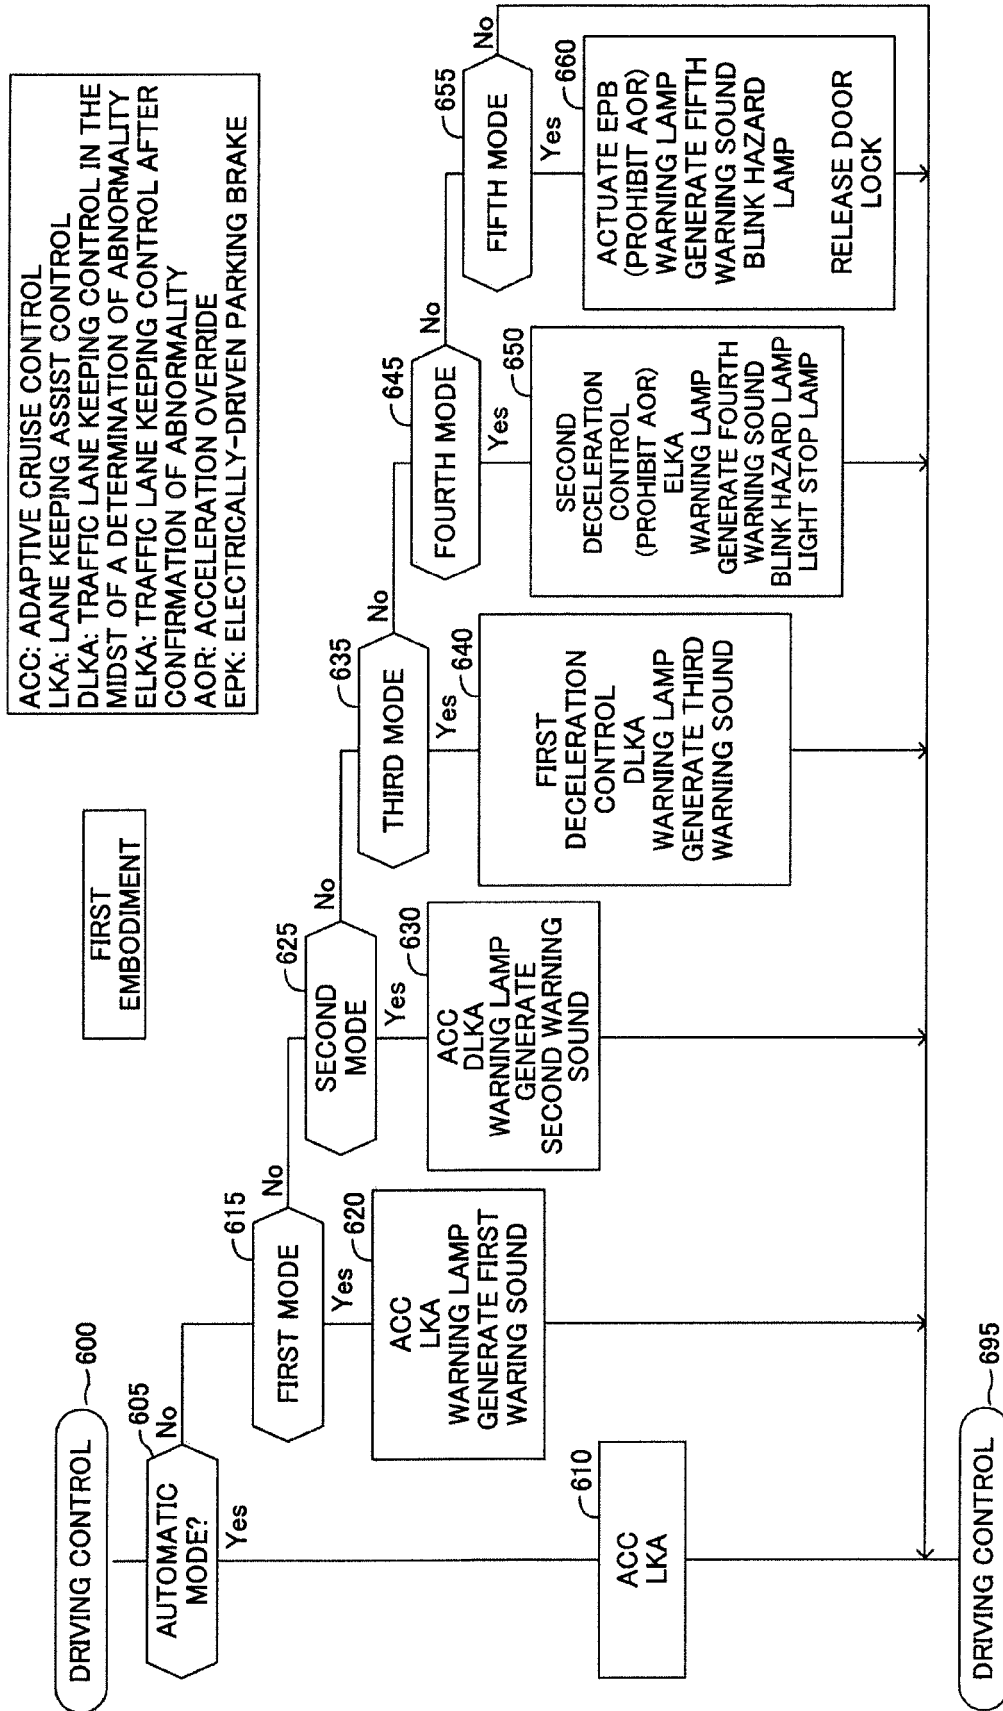 FIRST
EMBODIMENT
ACC: ADAPTIVE CRUISE CONTROL
LKA: LANE KEEPING ASSIST CONTROL
DLKA: TRAFFIC LANE KEEPING CONTROL IN THE
MIDST OF A DETERMINATION OF ABNORMALITY
ELKA: TRAFFIC LANE KEEPING CONTROL AFTER
CONFIRMATION OF ABNORMALITY
AOR: ACCELERATION OVERRIDE
EPK: ELECTRICALLY-DRIVEN PARKING BRAKE
DRIVING CONTROL
600
605
AUTOMATIC
MODE?
No
Yes
610
ACC
LKA
615
FIRST MODE
No
Yes
620
ACC
LKA
WARNING LAMP
GENERATE FIRST
WARING SOUND
625
SECOND
MODE
No
Yes
630
ACC
DLKA
WARNING LAMP
GENERATE
SECOND WARNING
SOUND
635
THIRD MODE
No
Yes
640
FIRST
DECELERATION
CONTROL
DLKA
WARNING LAMP
GENERATE THIRD
WARNING SOUND
645
FOURTH MODE
No
Yes
650
SECOND
DECELERATION
CONTROL
(PROHIBIT AOR)
ELKA
WARNING LAMP
GENERATE FOURTH
WARNING SOUND
BLINK HAZARD LAMP
LIGHT STOP LAMP
655
FIFTH MODE
No
Yes
660
ACTUATE EPB
(PROHIBIT AOR)
WARNING LAMP
GENERATE FIFTH
WARNING SOUND
BLINK HAZARD
LAMP
RELEASE DOOR
LOCK
DRIVING CONTROL
695